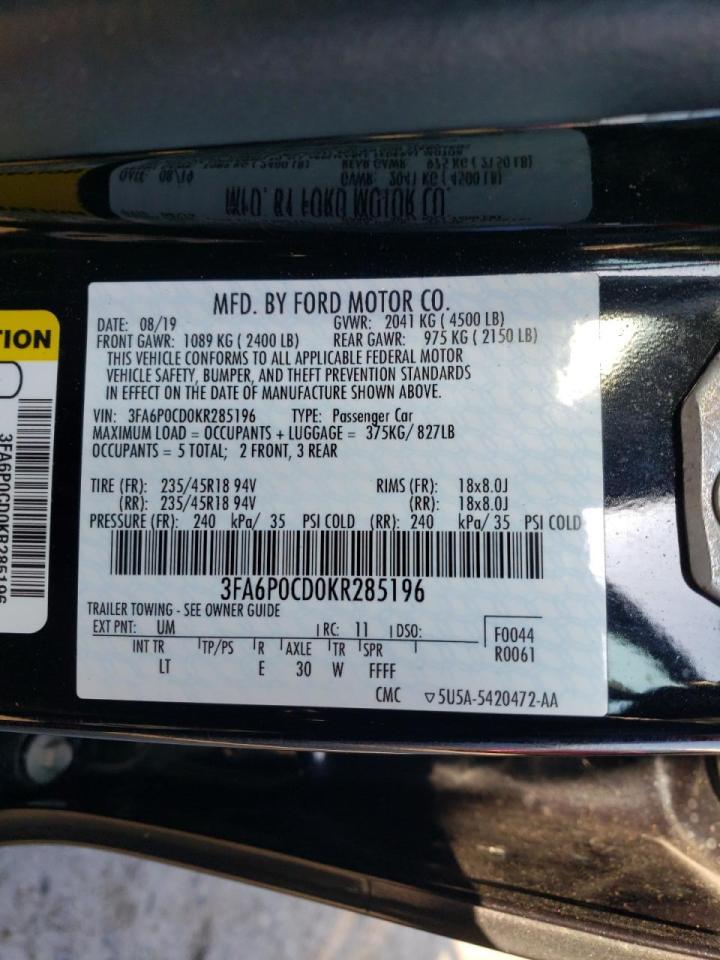 MFD. BY FORD MOTOR CO.
DATE: 08/19 GVWR: 2041 KG ( 4500 LB)
FRONT GAWR: 1089 KG ( 2400 LB) REAR GAWR: 975 KG ( 2150 LB)
THIS VEHICLE CONFORMS TO ALL APPLICABLE FEDERAL MOTOR
VEHICLE SAFETY, BUMPER, AND THEFT PREVENTION STANDARDS
IN EFFECT ON THE DATE OF MANUFACTURE SHOWN ABOVE.
VIN: 3FA6P0CD0KR285196 TYPE: Passenger Car
MAXIMUM LOAD = OCCUPANTS + LUGGAGE = 375KG/ 827LB
OCCUPANTS = 5 TOTAL; 2 FRONT, 3 REAR
TIRE (FR): 235/45R18 94V RIMS (FR): 18x8.0J
(RR): 235/45R18 94V (RR): 18x8.0J
PRESSURE (FR): 240 kPa/ 35 PSI COLD (RR): 240 kPa/ 35 PSI COLD
3FA6P0CD0KR285196
TRAILER TOWING - SEE OWNER GUIDE
EXT PNT: UM RC: 11 DSO: F0044
R0061
INT TR TP/PS R AXLE TR SPR
LT E 30 W FFFF
CMC ▽5U5A-5420472-AA
3FA6P0CD0KR285196